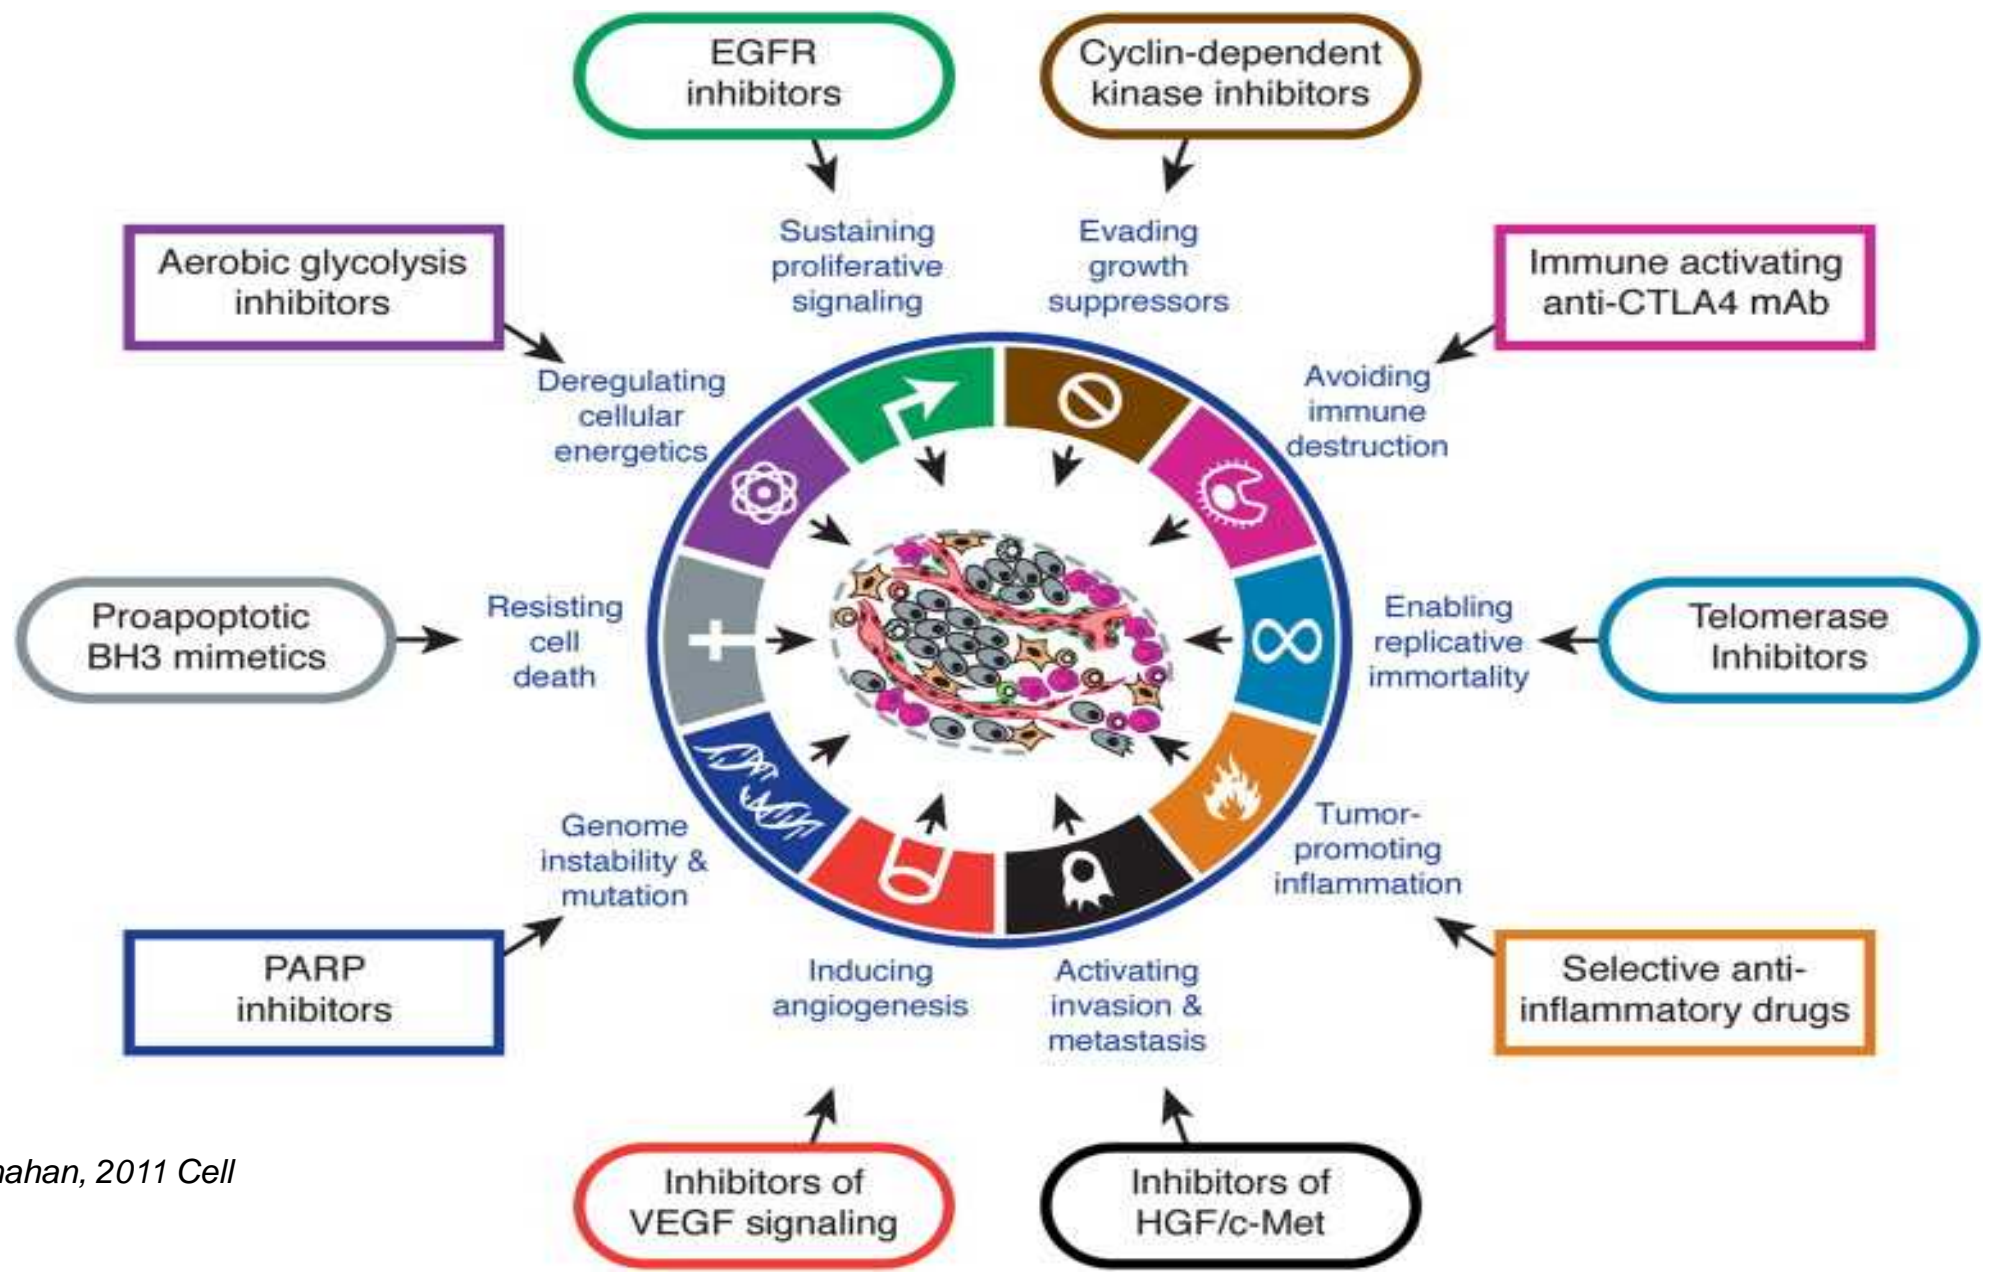 EGFR
inhibitors
Cyclin-dependent
kinase inhibitors
Sustaining
proliferative
signaling
Evading
growth
suppressors
Aerobic glycolysis
inhibitors
Immune activating
anti-CTLA4 mAb
Deregulating
cellular
energetics
Avoiding
immune
destruction
Proapoptotic
BH3 mimetics
Resisting
cell
death
Enabling
replicative
immortality
Telomerase
Inhibitors
Genome
instability &
mutation
Tumor-
promoting
inflammation
PARP
inhibitors
Inducing
angiogenesis
Activating
invasion &
metastasis
Selective anti-
inflammatory drugs
Inhibitors of
VEGF signaling
Inhibitors of
HGF/c-Met
nahan, 2011 Cell